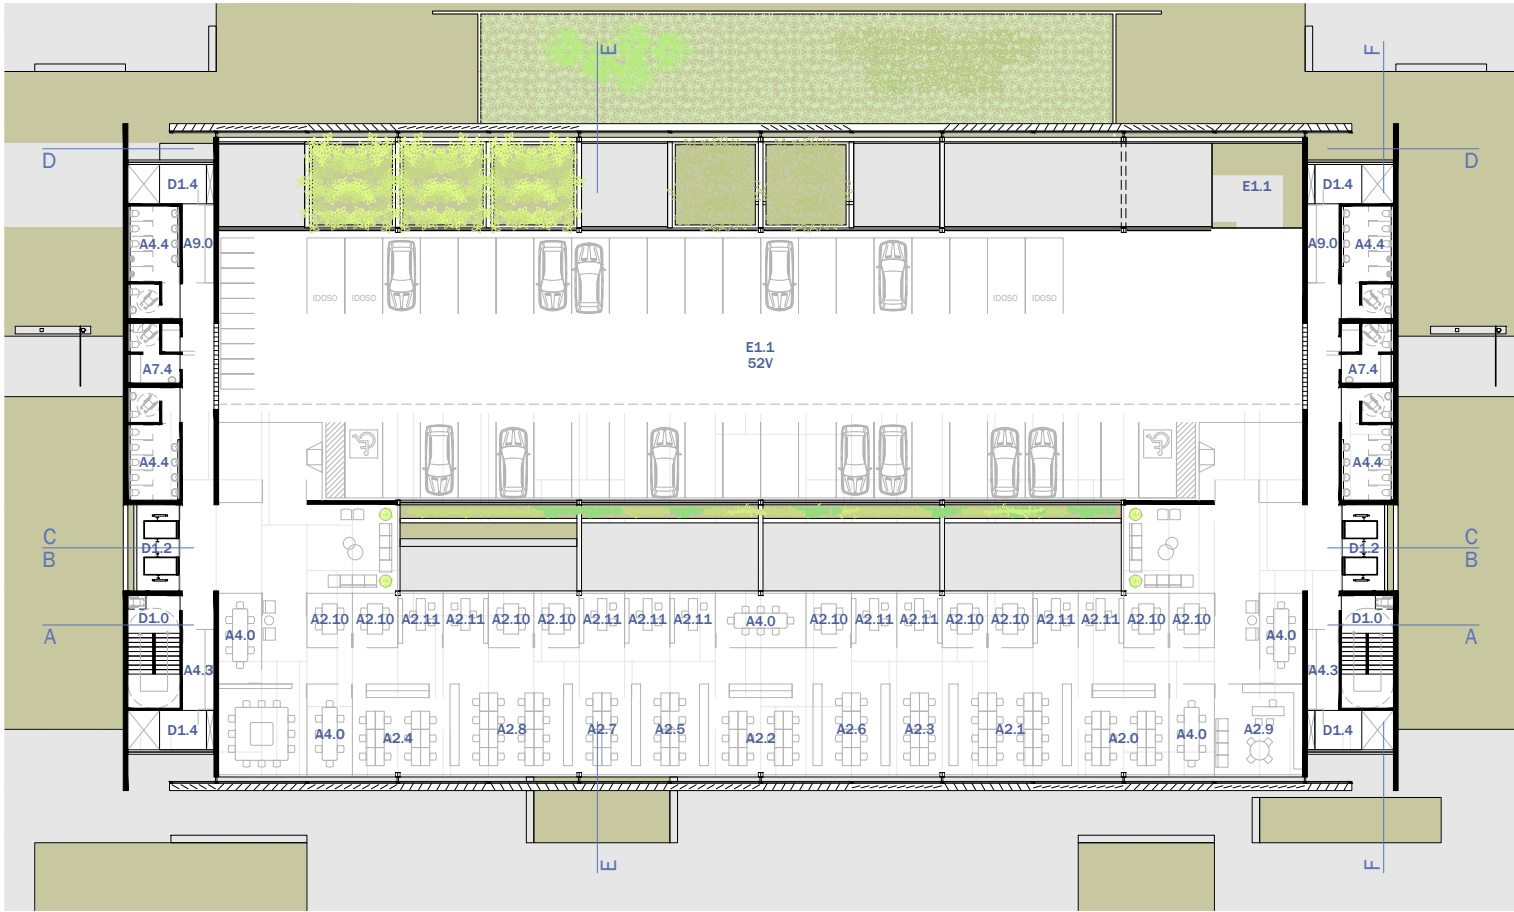 E
F
D
D
D1.4
D1.4
E1.1
A4.4
A9.0
A9.0
A4.4
IDOSO
IDOSO
IDOSO
IDOSO
E1.1
52V
A7.4
A7.4
A4.4
A4.4
C
D1.2
D1.2
C
B
B
D1.0
A2.10
A2.10
A2.11
A2.11
A2.10
A2.10
A2.11
A2.11
A2.11
A4.0
A2.10
A2.11
A2.11
A2.10
A2.10
A2.11
A2.11
A2.10
A2.10
D1.0
A
A4.0
A4.0
A
A4.3
A4.3
D1.4
A4.0
A2.4
A2.8
A2.7
A2.5
A2.2
A2.6
A2.3
A2.1
A2.0
A4.0
A2.9
D1.4
E
F